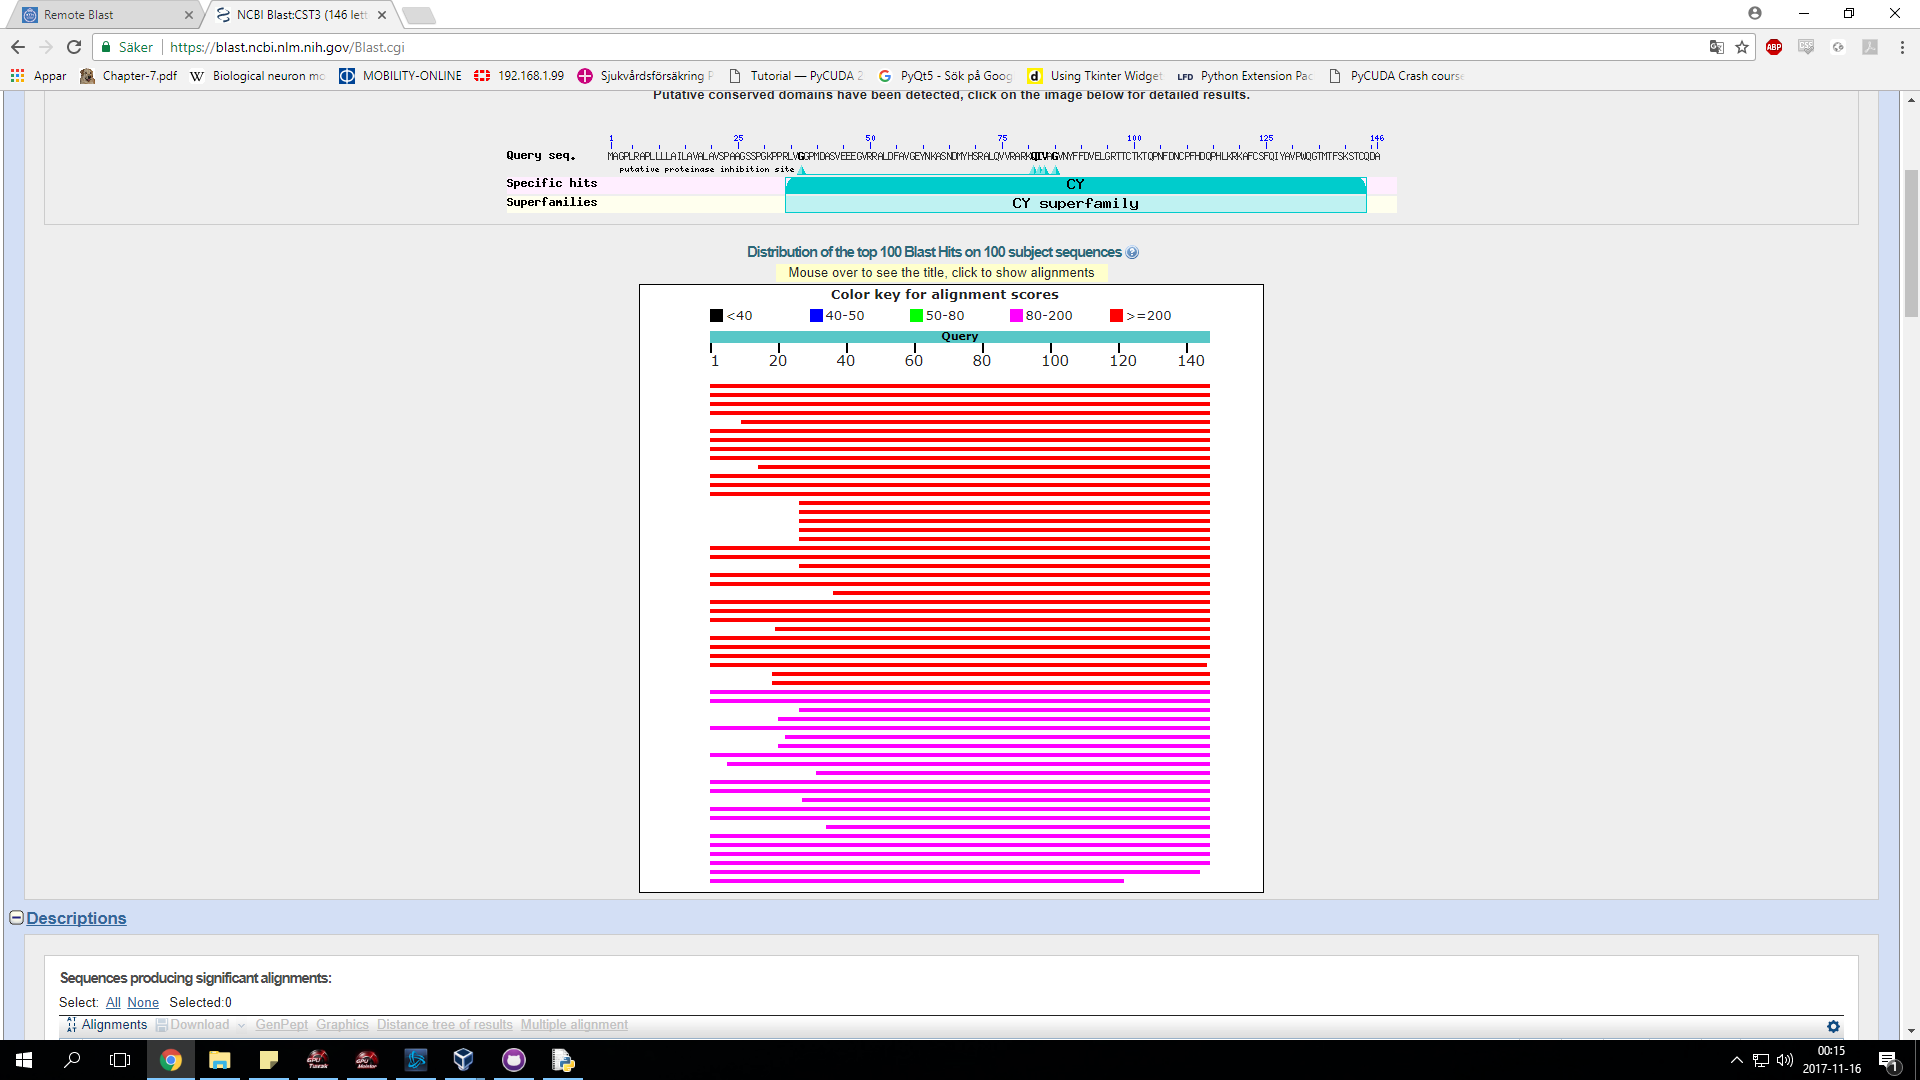 Remote Blast
NCBI Blast:CST3 (146 lett
Säker
https://blast.ncbi.nlm.nih.gov/Blast.cgi
Appar
Chapter-7.pdf
Biological neuron mo
MOBILITY-ONLINE
192.168.1.99
Sjukvårdsförsäkring P
Tutorial — PyCUDA 2
PyQt5 - Sök på Goog
Using Tkinter Widget
LFD Python Extension Pac
PyCUDA Crash course
Putative conserved domains have been detected, click on the image below for detailed results.
1 25 50 75 100 125 146
Query seq. MAGPLRAPLLLLAILAVALAVSPAAGSSPGKPPRLVGGPMDASVEEEGVRRALDFAVGEYNKASNDMYHSRALQVVRARKQIVAGVNYFFDVELGRTTCTKTQPNFDNCPFHDQPHLKRKAFCSFQIYAVPWQGTMTFSKSTCQDA
putative proteinase inhibition site
Specific hits CY
Superfamilies CY superfamily
Distribution of the top 100 Blast Hits on 100 subject sequences
Mouse over to see the title, click to show alignments
Color key for alignment scores
<40 40-50 50-80 80-200 >=200
Query
1 20 40 60 80 100 120 140
Descriptions
Sequences producing significant alignments:
Select: All None Selected:0
Alignments Download GenPept Graphics Distance tree of results Multiple alignment
00:15
2017-11-16
1